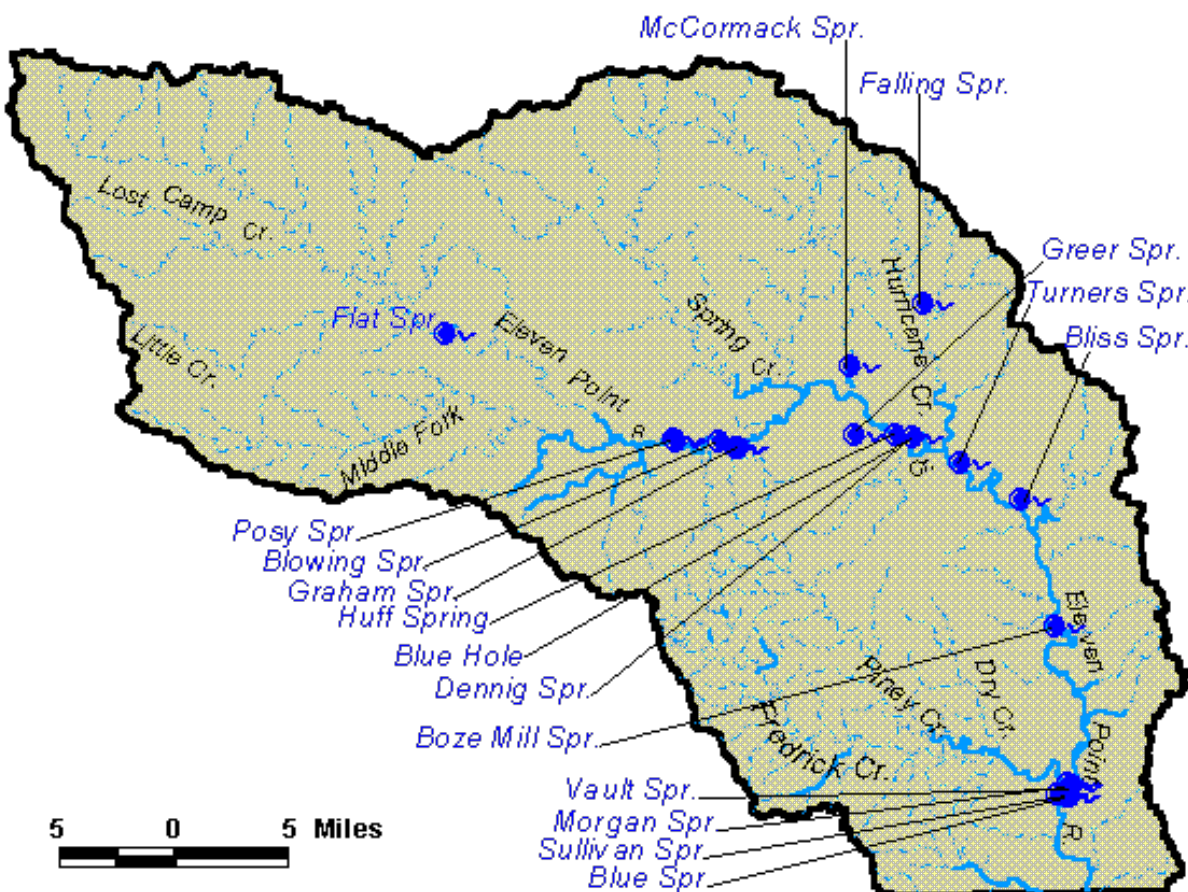 McCormack Spr.
Falling Spr.
Lost Camp Cr.
Greer Spr.
Hurricane Cr.
Turners Spr.
Spring Cr.
Flat Spr.
Eleven Point R.
Bliss Spr.
Little Cr.
Middle Fork
Posy Spr.
Blowing Spr.
Graham Spr.
Huff Spring
Blue Hole
Dennig Spr.
Eleven Point R.
Piney Cr.
Dry Cr.
Boze Mill Spr.
Fredrick Cr.
Vault Spr.
Morgan Spr.
Sullivan Spr.
Blue Spr.
5 0 5 Miles